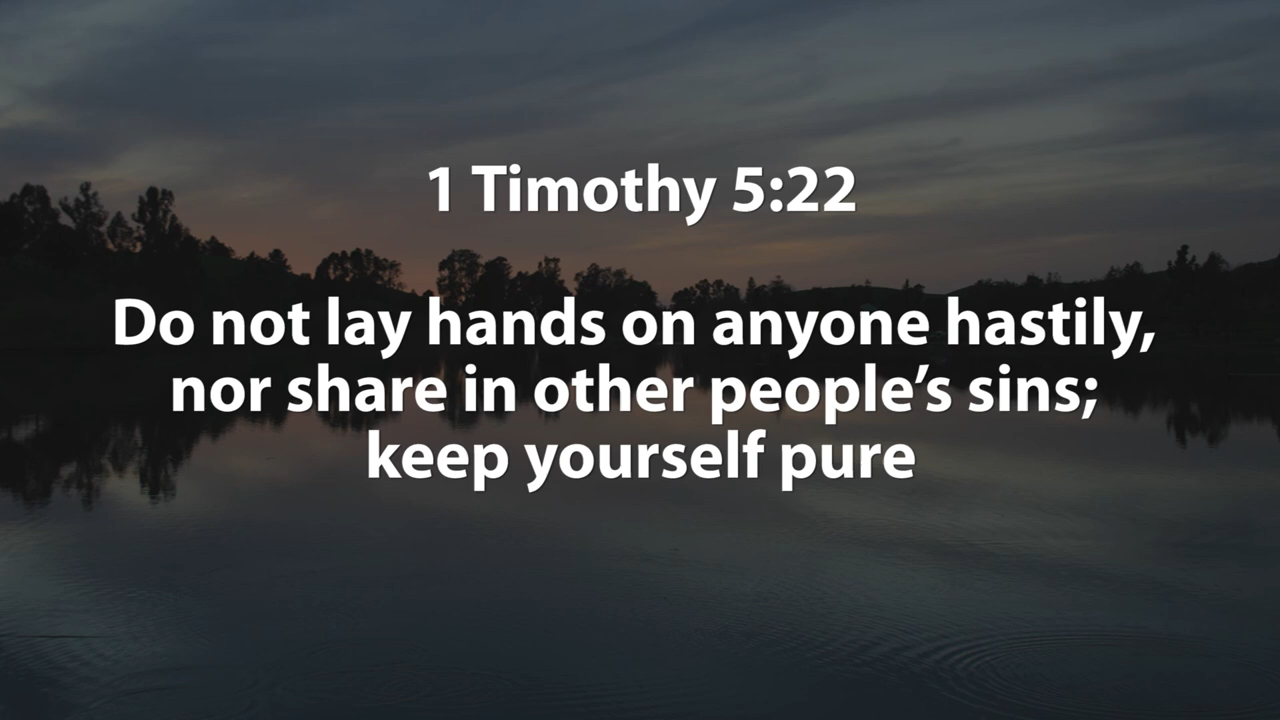 1 Timothy 5:22
Do not lay hands on anyone hastily,
nor share in other people’s sins;
keep yourself pure